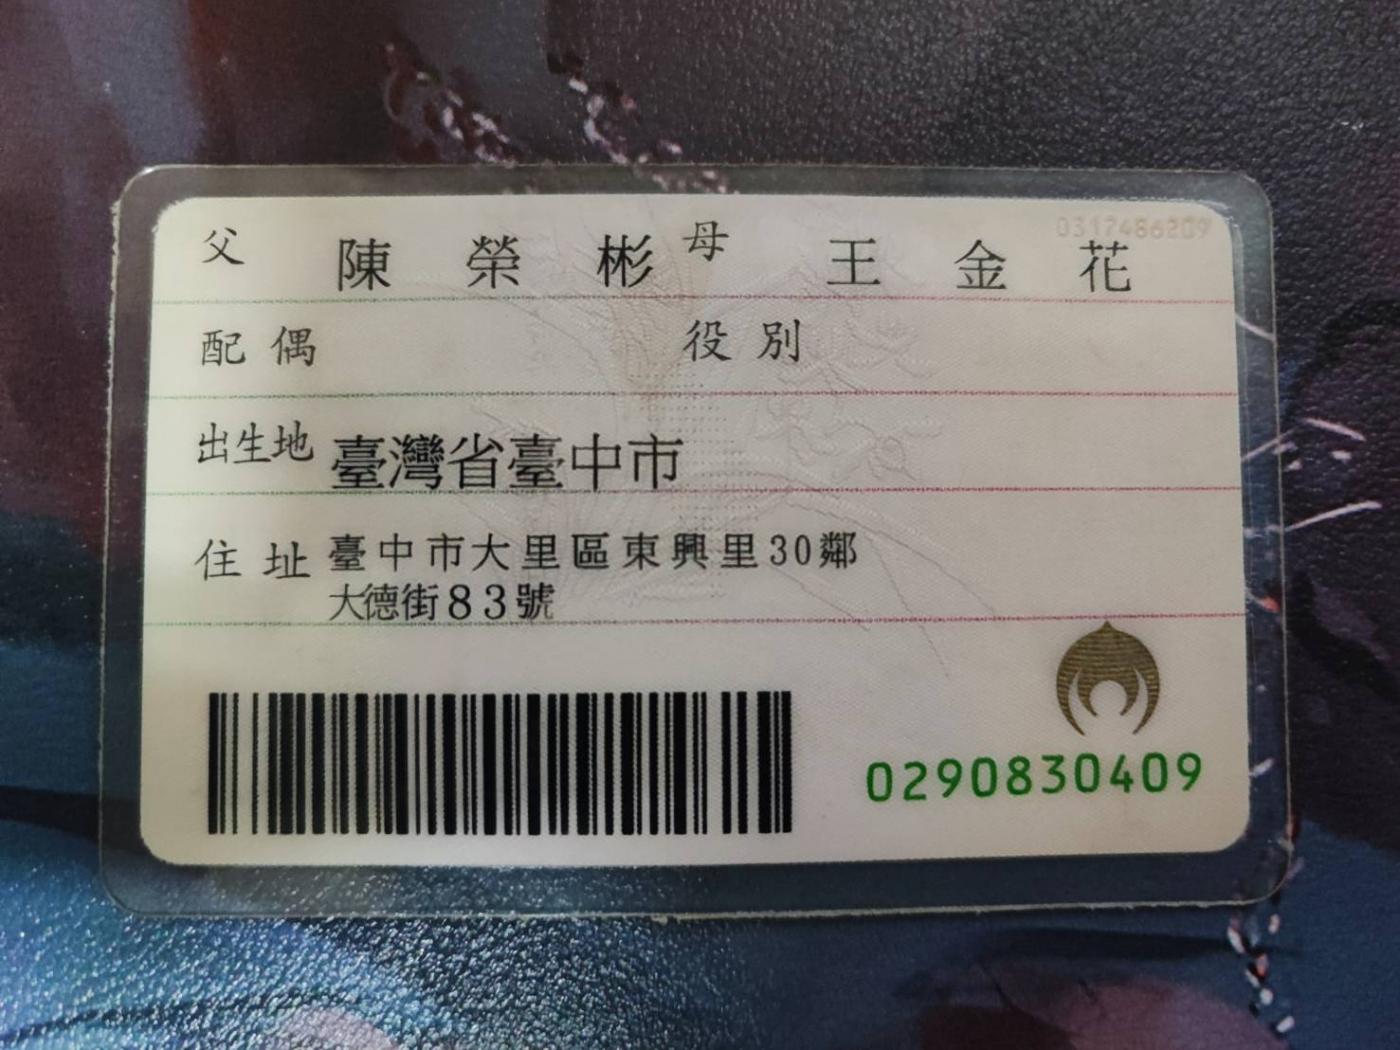 0317486209
父 陳榮彬 母 王金花
配偶 役別
出生地 臺灣省臺中市
住址 臺中市大里區東興里30鄰
大德街83號
0290830409